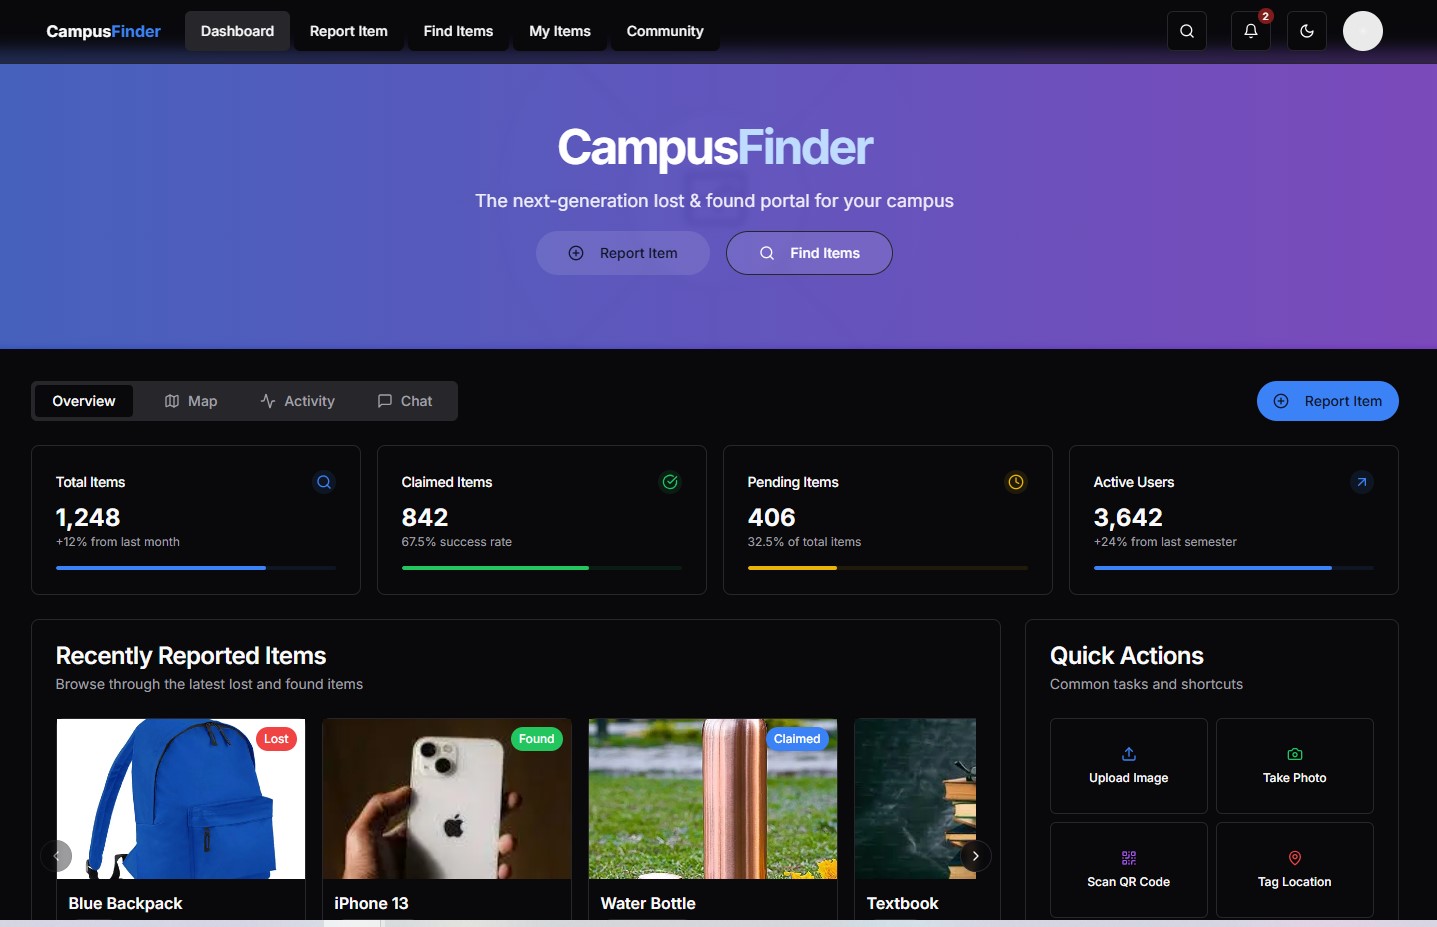 CampusFinder
Dashboard
Report Item
Find Items
My Items
Community
2
CampusFinder
The next-generation lost & found portal for your campus
Report Item
Find Items
Overview
Map
Activity
Chat
Report Item
Total Items
1,248
+12% from last month
Claimed Items
842
67.5% success rate
Pending Items
406
32.5% of total items
Active Users
3,642
+24% from last semester
Recently Reported Items
Browse through the latest lost and found items
Lost
Blue Backpack
Found
iPhone 13
Claimed
Water Bottle
Textbook
Quick Actions
Common tasks and shortcuts
Upload Image
Take Photo
Scan QR Code
Tag Location